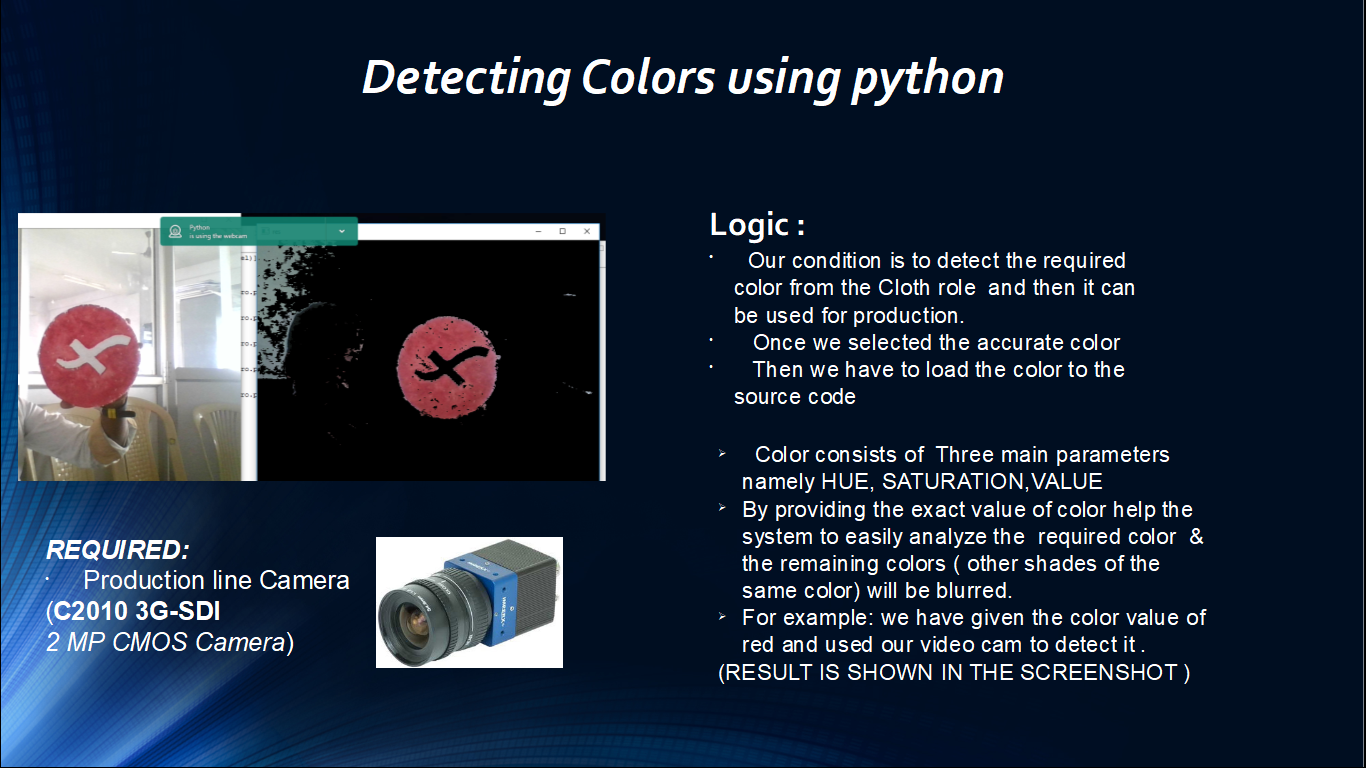 Detecting Colors using python
Python
is using the webcam
Logic :
Our condition is to detect the required
color from the Cloth role and then it can
be used for production.
Once we selected the accurate color
Then we have to load the color to the
source code
Color consists of Three main parameters
namely HUE, SATURATION,VALUE
By providing the exact value of color help the
system to easily analyze the required color &
the remaining colors ( other shades of the
same color) will be blurred.
For example: we have given the color value of
red and used our video cam to detect it .
(RESULT IS SHOWN IN THE SCREENSHOT )
REQUIRED:
Production line Camera
(C2010 3G-SDI
2 MP CMOS Camera)